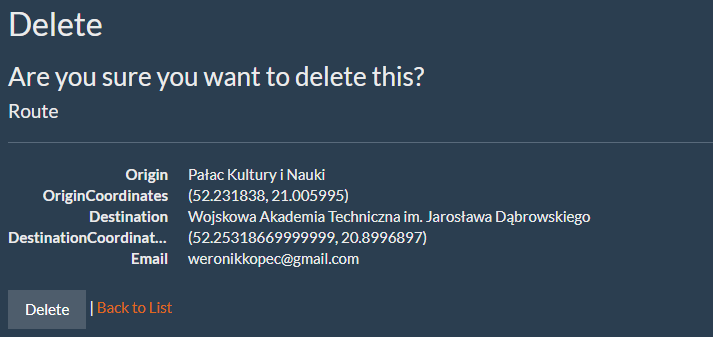 Delete
Are you sure you want to delete this?
Route
Origin Pałac Kultury i Nauki
OriginCoordinates (52.231838, 21.005995)
Destination Wojskowa Akademia Techniczna im. Jarosława Dąbrowskiego
DestinationCoordinat... (52.25318669999999, 20.8996897)
Email weronikkopec@gmail.com
Delete | Back to List